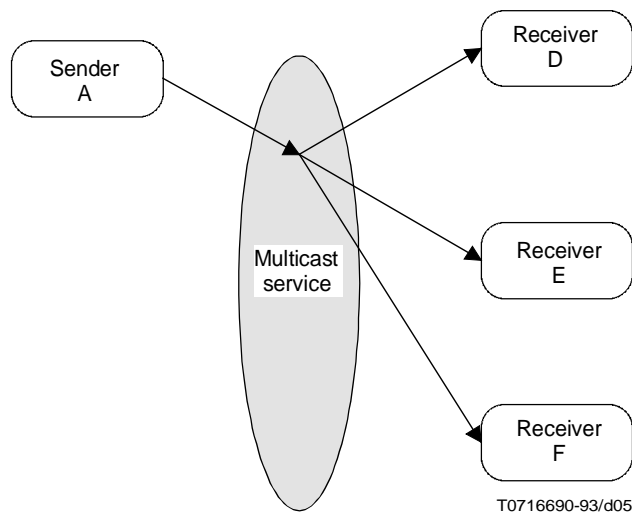 Sender
A
Receiver
D
Multicast
service
Receiver
E
Receiver
F
T0716690-93/d05